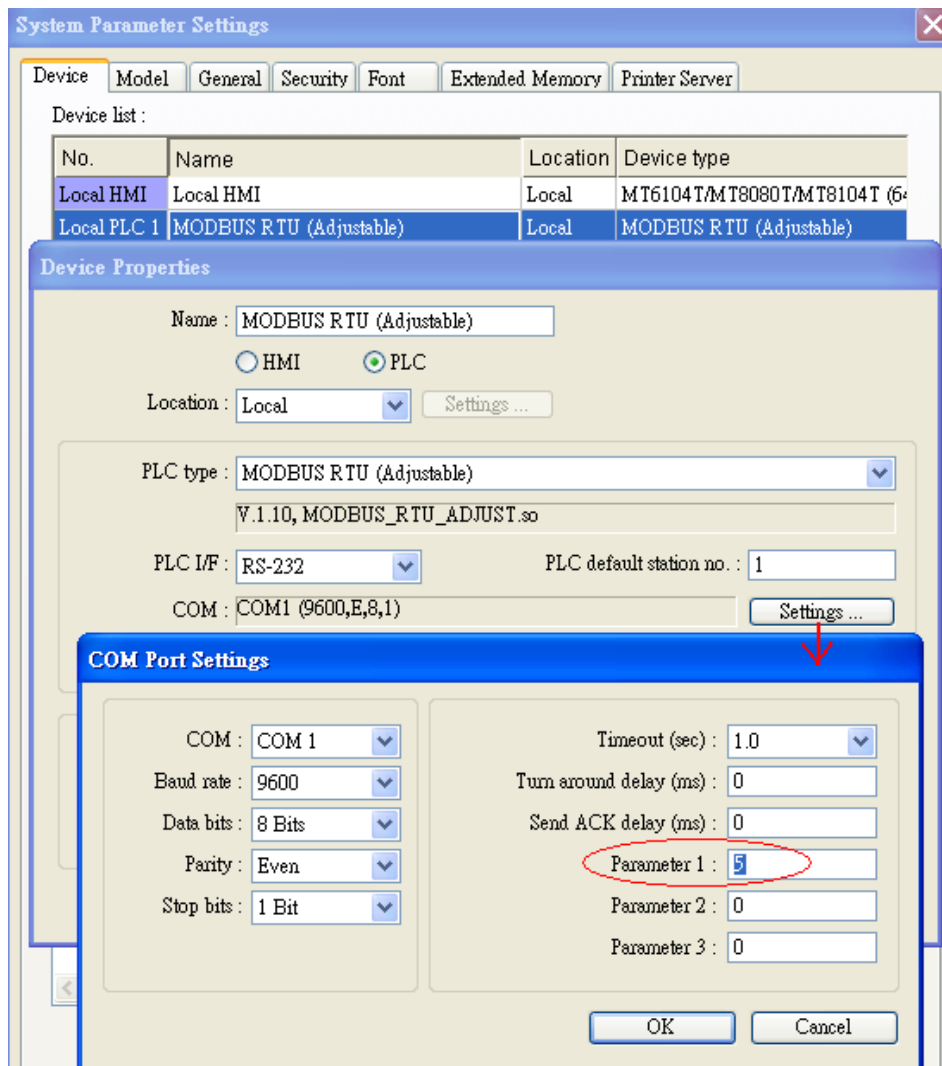 System Parameter Settings
Device Model General Security Font Extended Memory Printer Server
Device list :
No. Name Location Device type
Local HMI Local HMI Local MT6104T/MT8080T/MT8104T (64
Local PLC 1 MODBUS RTU (Adjustable) Local MODBUS RTU (Adjustable)
Device Properties
Name : MODBUS RTU (Adjustable)
HMI PLC
Location : Local Settings ...
PLC type : MODBUS RTU (Adjustable)
V.1.10, MODBUS_RTU_ADJUST.so
PLC I/F : RS-232 PLC default station no. : 1
COM : COM1 (9600,E,8,1) Settings ...
COM Port Settings
COM : COM 1 Timeout (sec) : 1.0
Baud rate : 9600 Turn around delay (ms) : 0
Data bits : 8 Bits Send ACK delay (ms) : 0
Parity : Even Parameter 1 : 5
Stop bits : 1 Bit Parameter 2 : 0
Parameter 3 : 0
OK Cancel